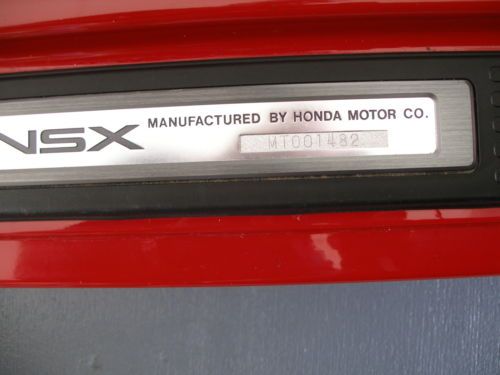 NSX MANUFACTURED BY HONDA MOTOR CO.
MT001482